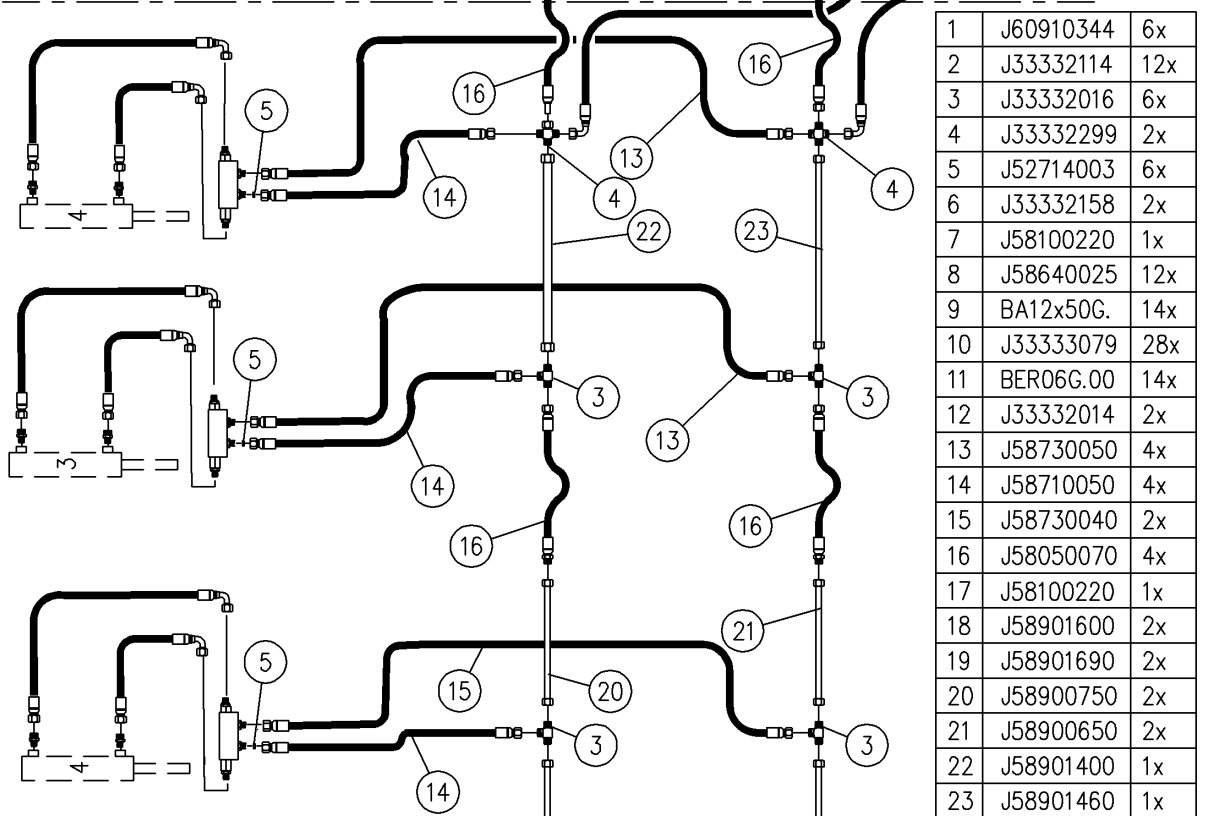 16
16
5
13
14
4
4
22
23
4
5
3
3
13
14
3
16
16
21
5
15
20
3
3
14
4
1 J60910344 6x
2 J33332114 12x
3 J33332016 6x
4 J33332299 2x
5 J52714003 6x
6 J33332158 2x
7 J58100220 1x
8 J58640025 12x
9 BA12x50G. 14x
10 J33333079 28x
11 BER06G.00 14x
12 J33332014 2x
13 J58730050 4x
14 J58710050 4x
15 J58730040 2x
16 J58050070 4x
17 J58100220 1x
18 J58901600 2x
19 J58901690 2x
20 J58900750 2x
21 J58900650 2x
22 J58901400 1x
23 J58901460 1x